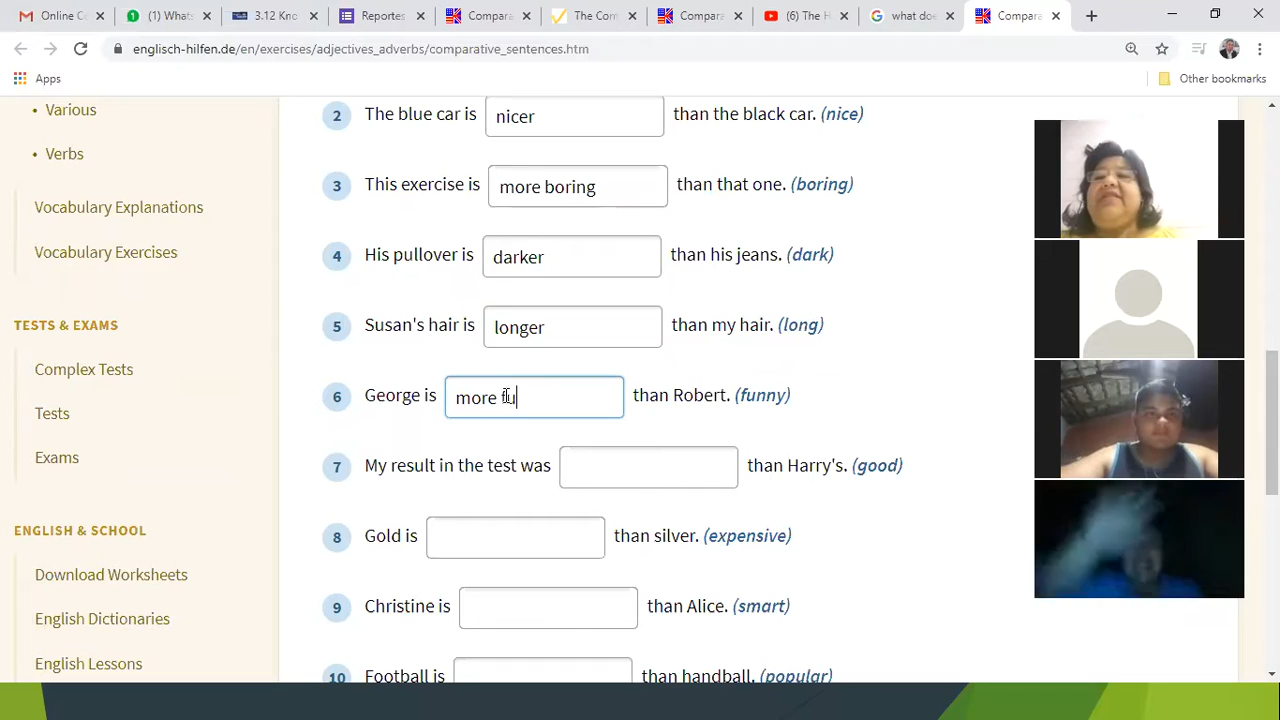 Online Ce
(1) Whats
3.12 Kno
Reportes
Compara
The Com
Compara
(6) The H
what doe
Compara
englisch-hilfen.de/en/exercises/adjectives_adverbs/comparative_sentences.htm
Apps
Other bookmarks
• Various
• Verbs
Vocabulary Explanations
Vocabulary Exercises
TESTS & EXAMS
Complex Tests
Tests
Exams
ENGLISH & SCHOOL
Download Worksheets
English Dictionaries
English Lessons
2 The blue car is nicer than the black car. (nice)
3 This exercise is more boring than that one. (boring)
4 His pullover is darker than his jeans. (dark)
5 Susan's hair is longer than my hair. (long)
6 George is more fu than Robert. (funny)
7 My result in the test was than Harry's. (good)
8 Gold is than silver. (expensive)
9 Christine is than Alice. (smart)
10 Football is than handball. (popular)